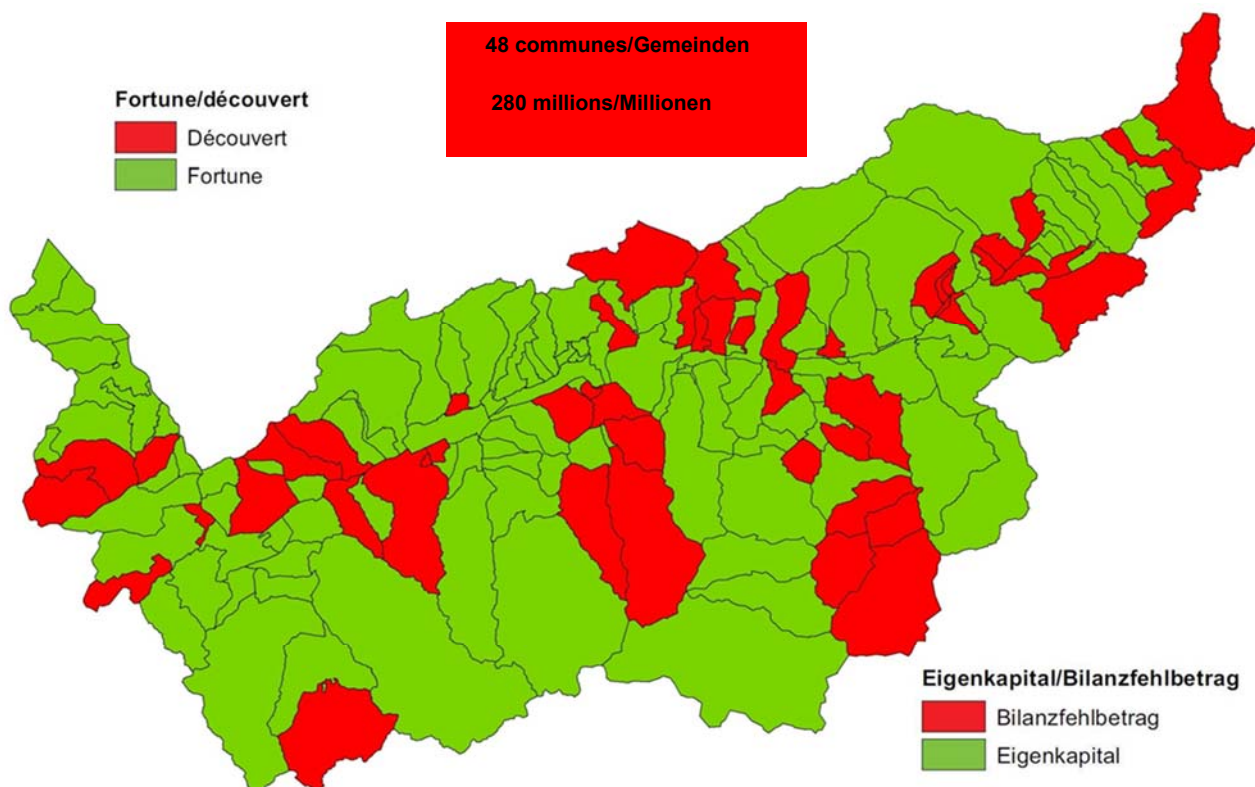 48 communes/Gemeinden
280 millions/Millionen
Fortune/découvert
Découvert
Fortune
Eigenkapital/Bilanzfehlbetrag
Bilanzfehlbetrag
Eigenkapital